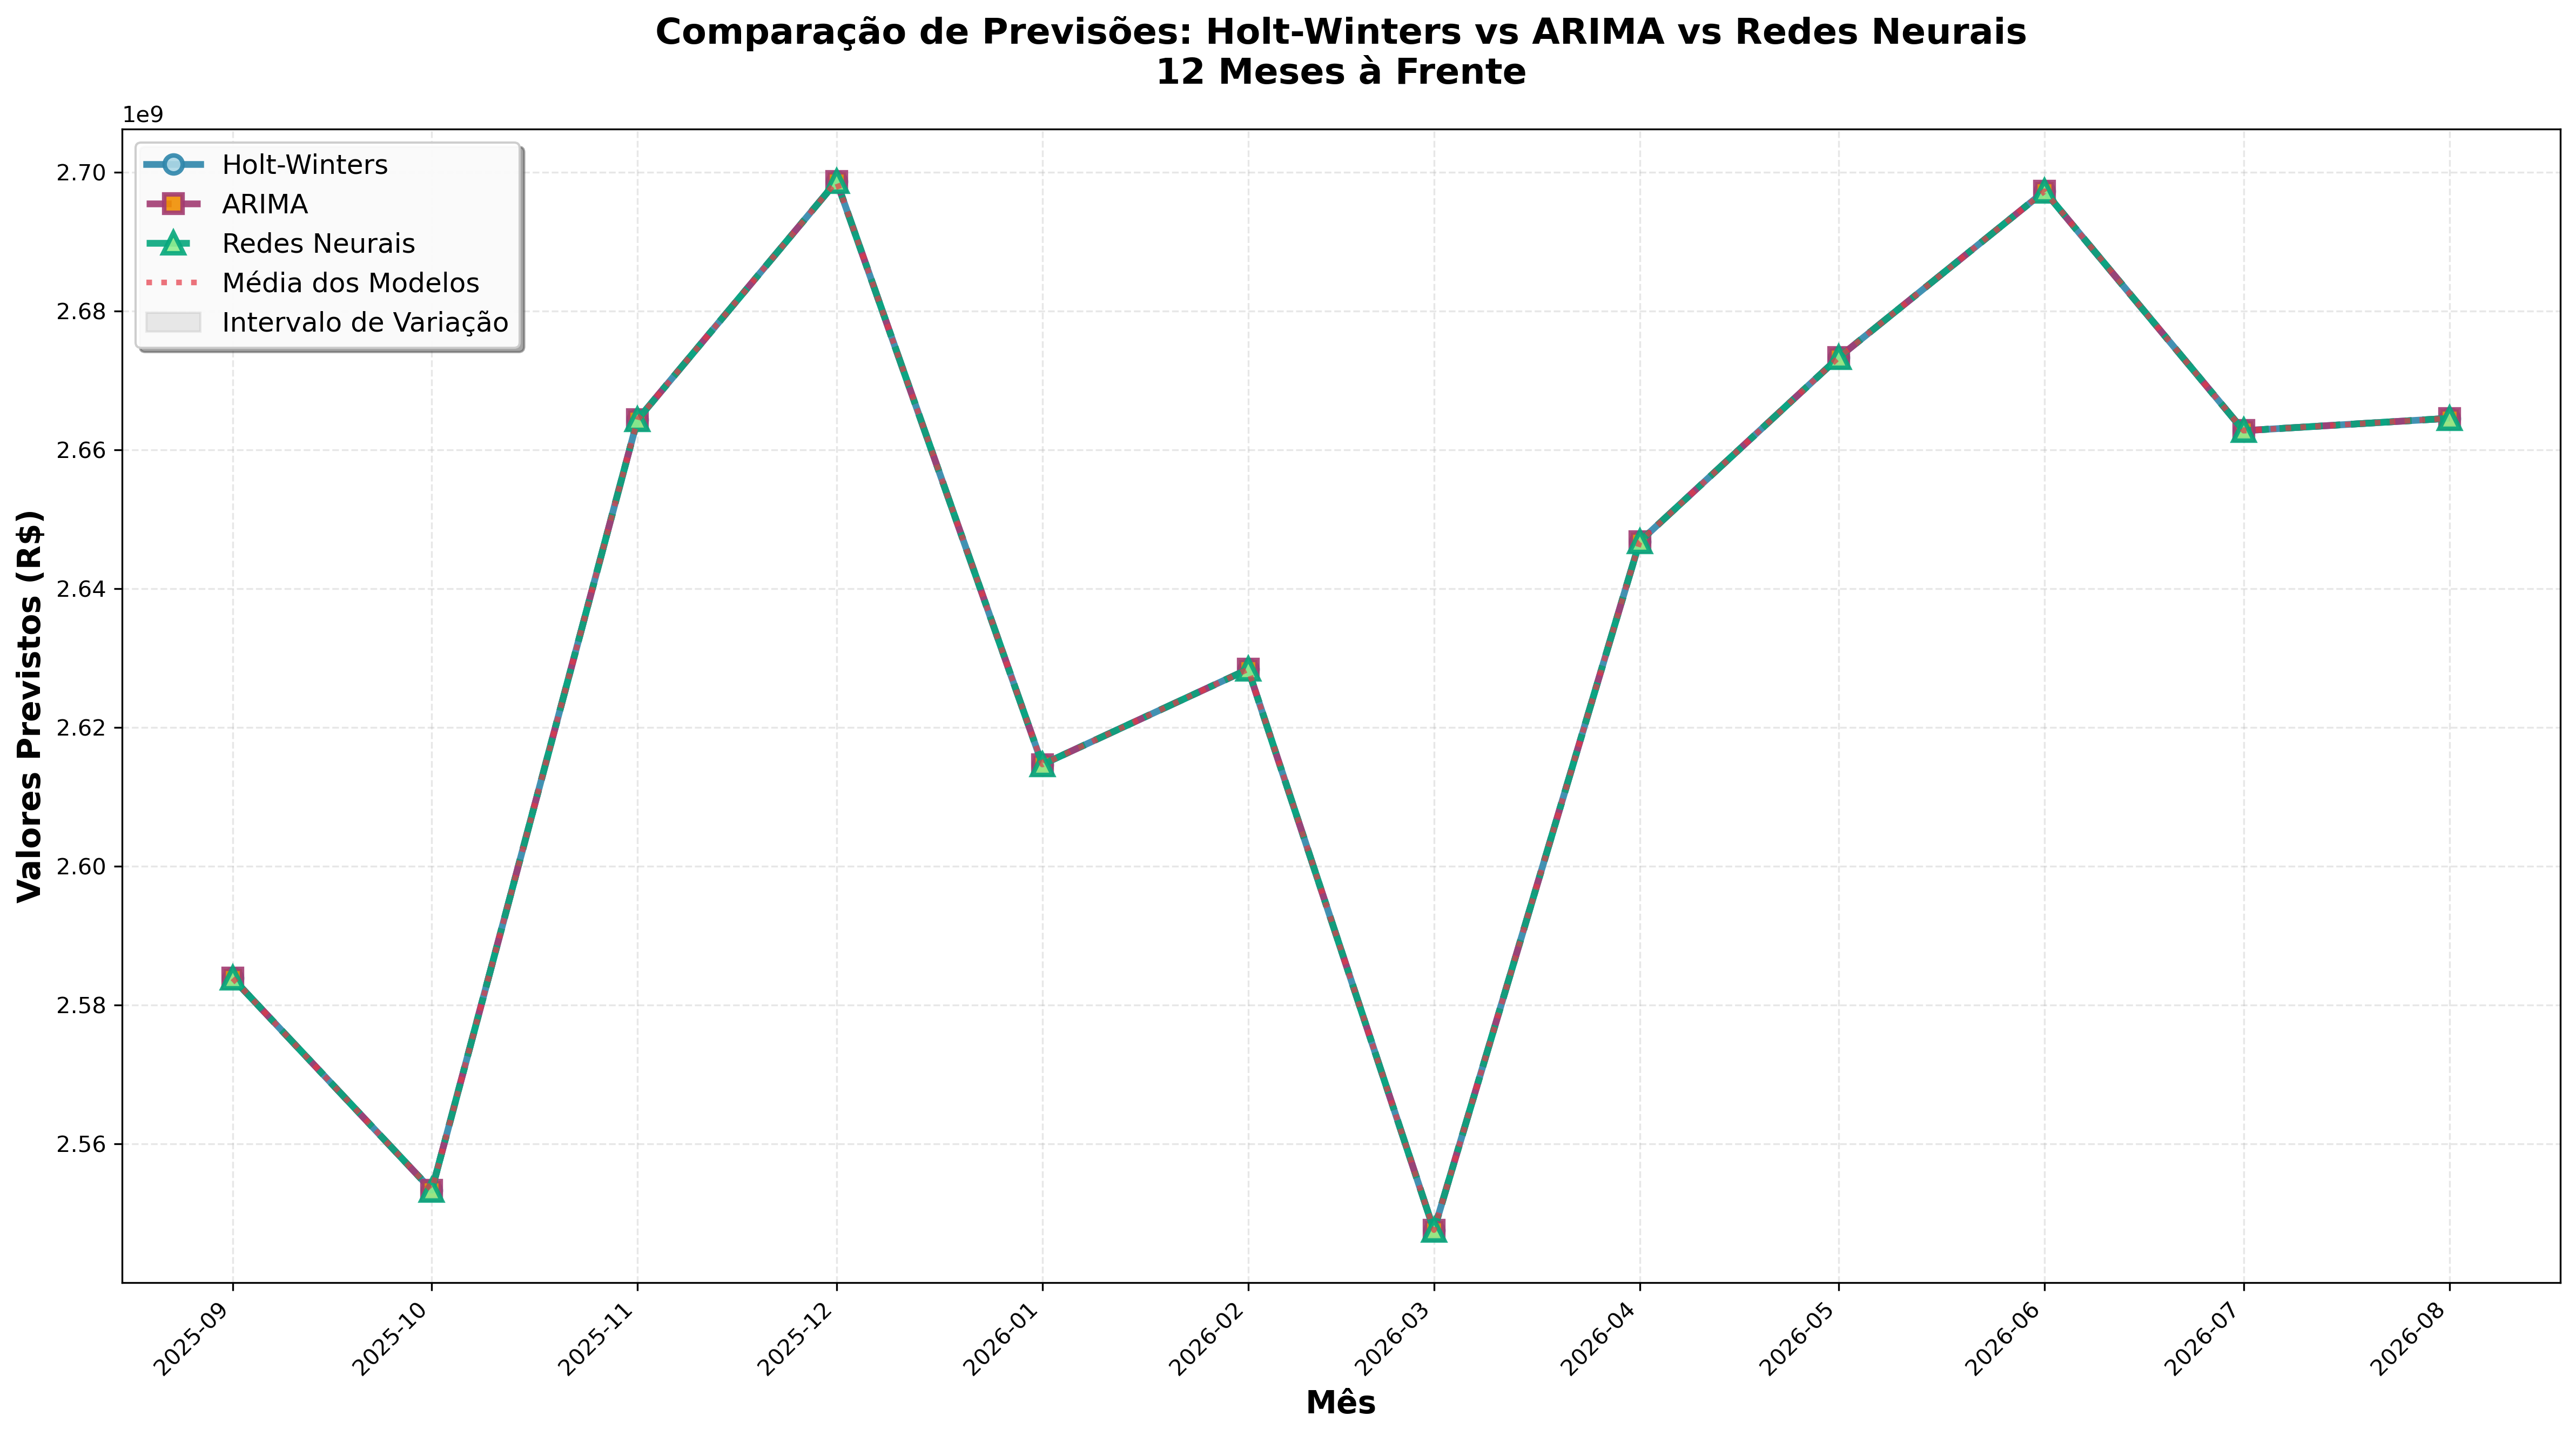 Comparação de Previsões: Holt-Winters vs ARIMA vs Redes Neurais
12 Meses à Frente
1e9
Holt-Winters
ARIMA
Redes Neurais
Média dos Modelos
Intervalo de Variação
2.70
2.68
2.66
2.64
2.62
2.60
2.58
2.56
Valores Previstos (R$)
2025-09
2025-10
2025-11
2025-12
2026-01
2026-02
2026-03
2026-04
2026-05
2026-06
2026-07
2026-08
Mês